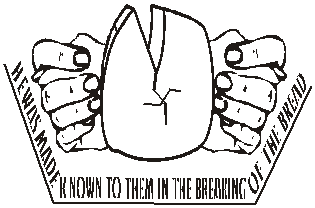 HE WAS MADE
KNOWN TO THEM IN THE BREAKING
OF THE BREAD